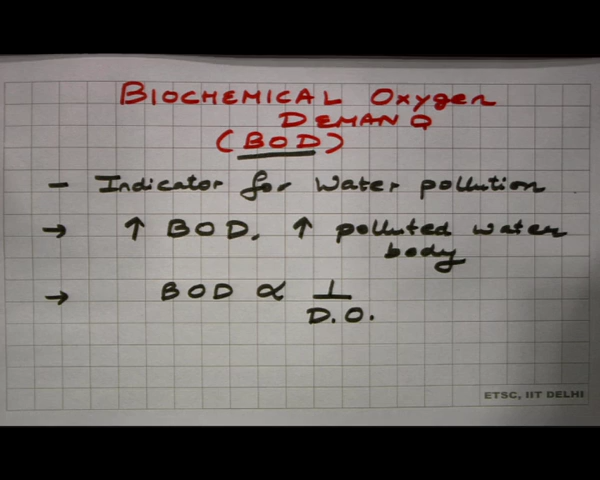 BIOCHEMICAL Oxygen
DEMAND
(BOD)
- Indicator for Water pollution
→ ↑ BOD, ↑ polluted water
body
→ BOD ∝ 1
D.O.
ETSC, IIT DELHI